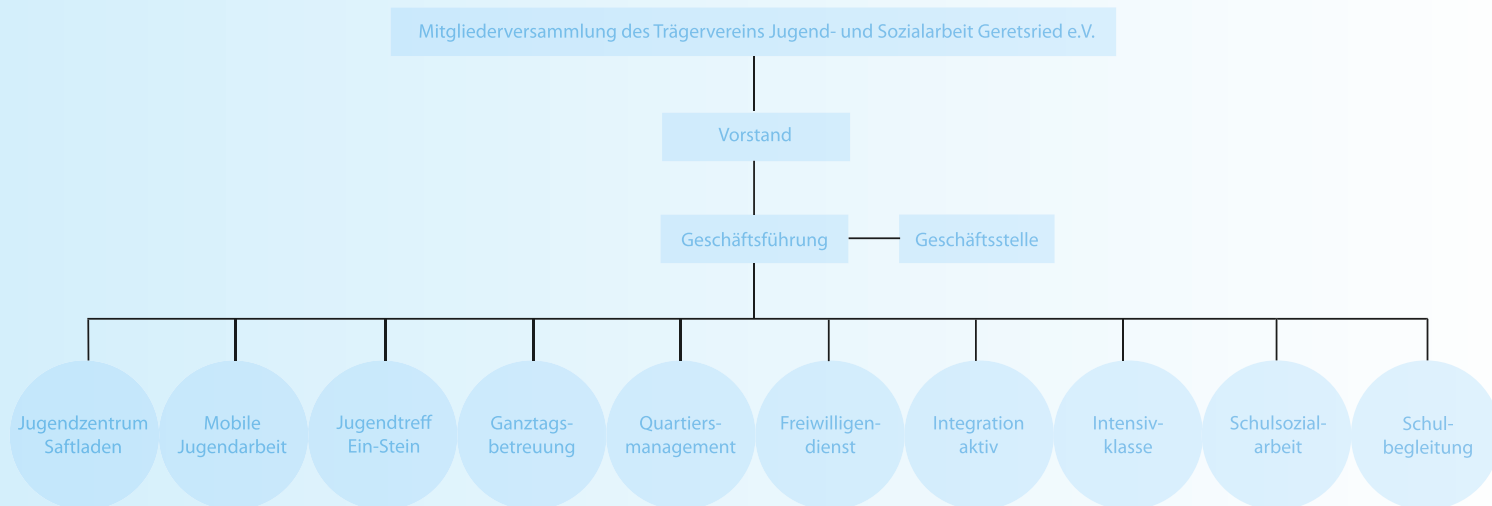 Mitgliederversammlung des Trägervereins Jugend- und Sozialarbeit Geretsried e.V.
Vorstand
Geschäftsführung
Geschäftsstelle
Jugendzentrum
Saftladen
Mobile
Jugendarbeit
Jugendtreff
Ein-Stein
Ganztags-
betreuung
Quartiers-
management
Freiwilligen-
dienst
Integration
aktiv
Intensiv-
klasse
Schulsozial-
arbeit
Schul-
begleitung